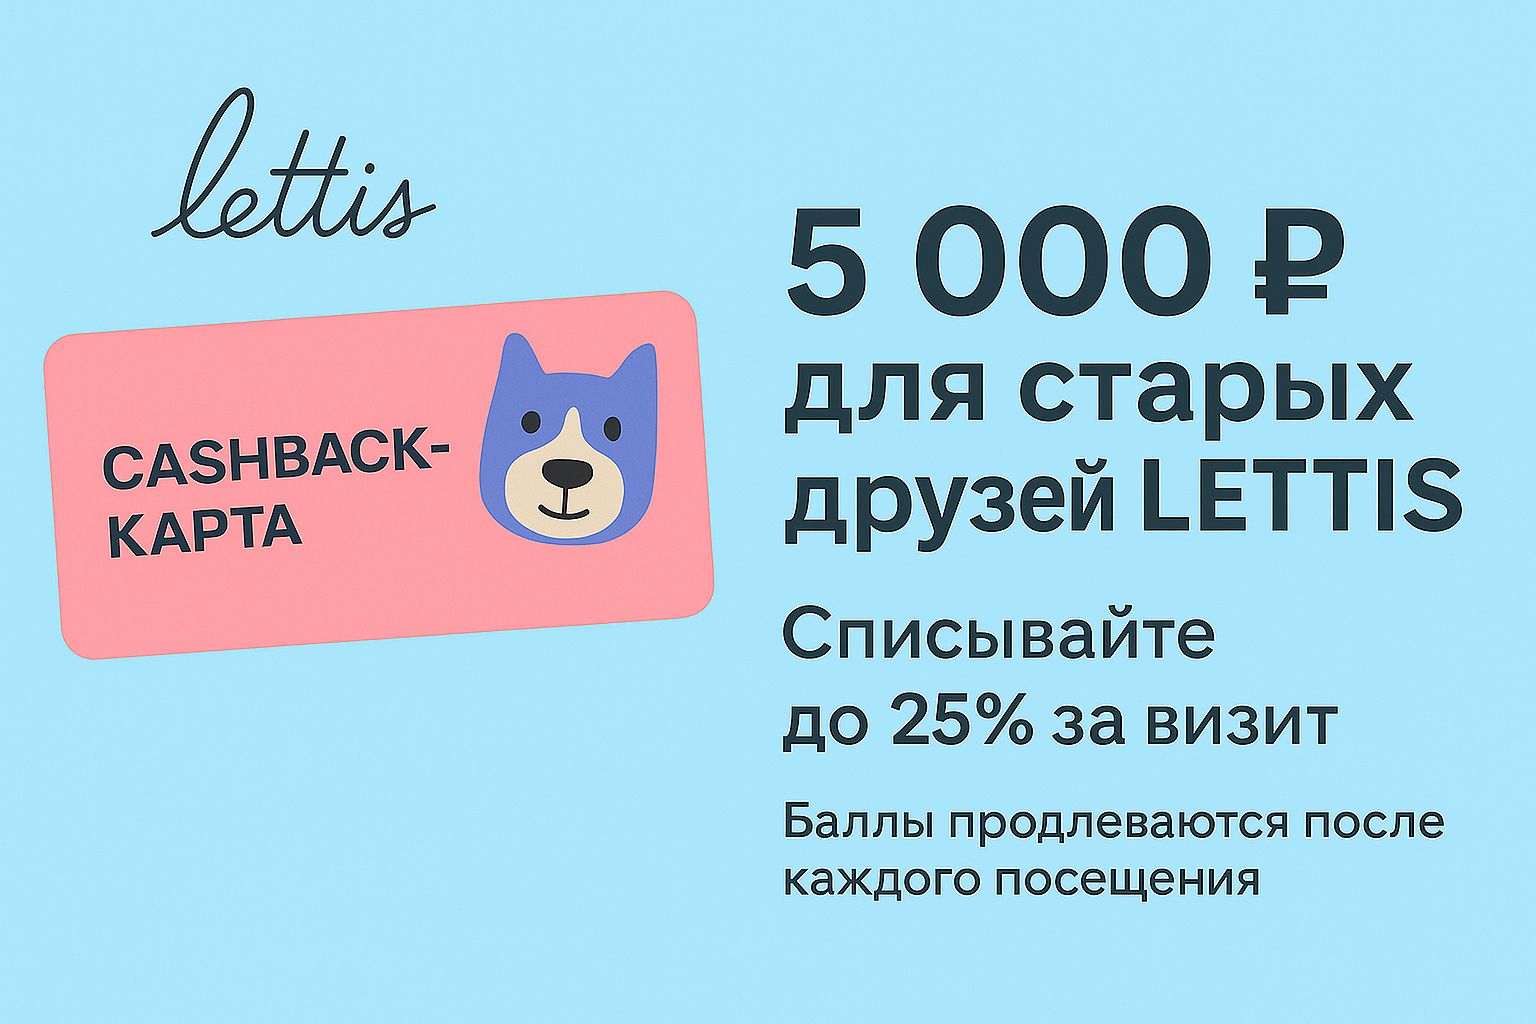 lettis
CASHBACK-
КАРТА
5 000 ₽
для старых
друзей LETTIS
Списывайте
до 25% за визит
Баллы продлеваются после
каждого посещения